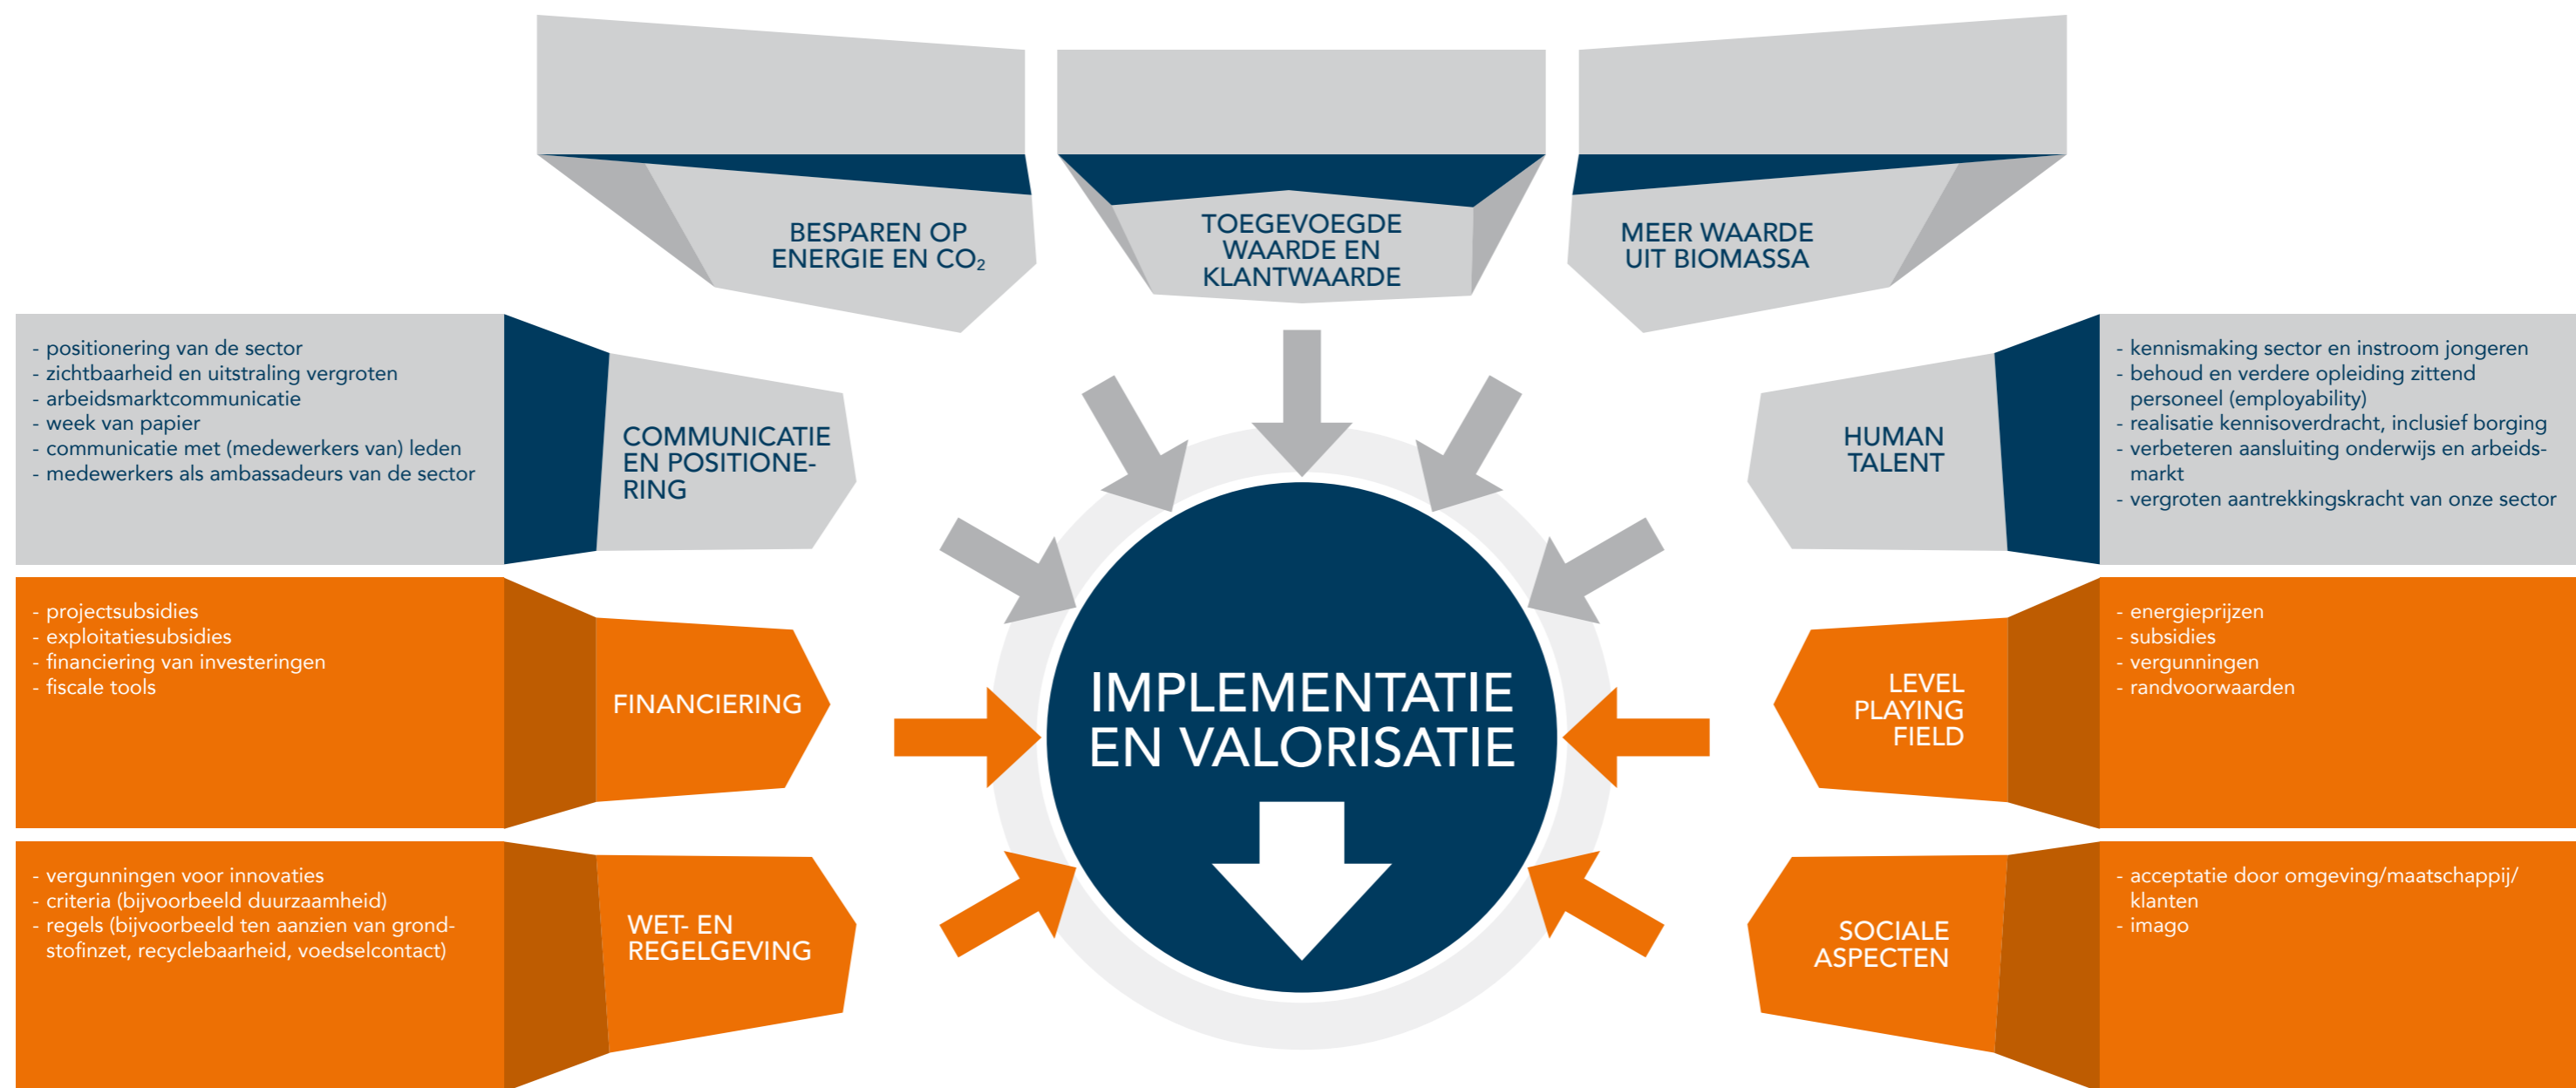 BESPAREN OP
ENERGIE EN CO₂
TOEGEVOEGDE
WAARDE EN
KLANTWAARDE
MEER WAARDE
UIT BIOMASSA
- positionering van de sector
- zichtbaarheid en uitstraling vergroten
- arbeidsmarktcommunicatie
- week van papier
- communicatie met (medewerkers van) leden
- medewerkers als ambassadeurs van de sector
COMMUNICATIE
EN POSITIONE-
RING
HUMAN
TALENT
- kennismaking sector en instroom jongeren
- behoud en verdere opleiding zittend
personeel (employability)
- realisatie kennisoverdracht, inclusief borging
- verbeteren aansluiting onderwijs en arbeids-
markt
- vergroten aantrekkingskracht van onze sector
- projectsubsidies
- exploitatiesubsidies
- financiering van investeringen
- fiscale tools
FINANCIERING
IMPLEMENTATIE
EN VALORISATIE
LEVEL
PLAYING
FIELD
- energieprijzen
- subsidies
- vergunningen
- randvoorwaarden
- vergunningen voor innovaties
- criteria (bijvoorbeeld duurzaamheid)
- regels (bijvoorbeeld ten aanzien van grond-
stofinzet, recyclebaarheid, voedselcontact)
WET- EN
REGELGEVING
SOCIALE
ASPECTEN
- acceptatie door omgeving/maatschappij/
klanten
- imago